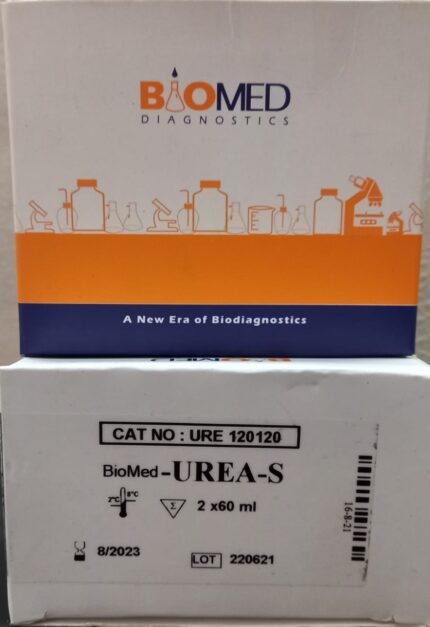 BIOMED
DIAGNOSTICS
A New Era of Biodiagnostics
CAT NO : URE 120120
BioMed-UREA-S
2°C 8°C
Σ 2 x60 ml
8/2023
LOT 220621
16-8-21